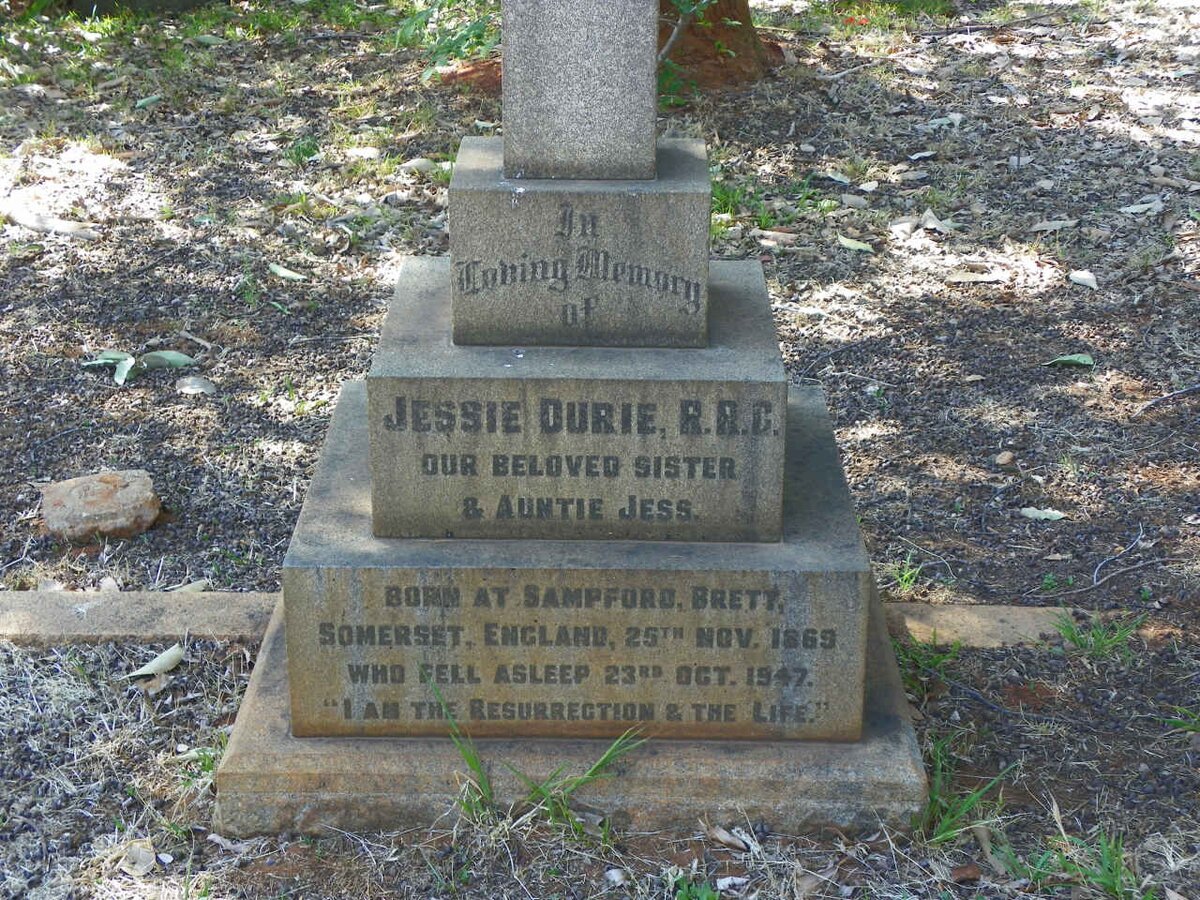 In
Loving Memory
of
JESSIE DURIE, R.R.C.
OUR BELOVED SISTER
& AUNTIE JESS.
BORN AT SAMPFORD, BRETT,
SOMERSET, ENGLAND, 25TH NOV. 1869
WHO FELL ASLEEP 23RD OCT. 1947.
"I AM THE RESURRECTION & THE LIFE."